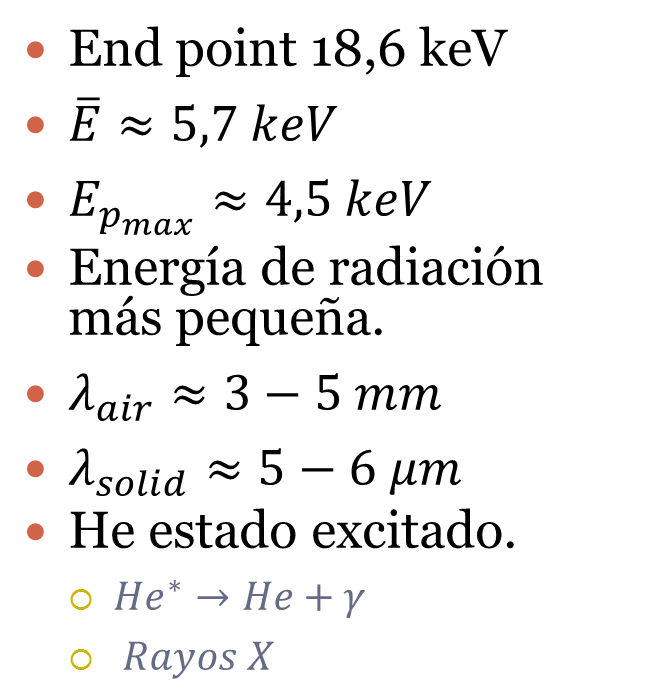 • End point 18,6 keV
• Ē ≈ 5,7 keV
• E_{p_{max}} ≈ 4,5 keV
• Energía de radiación
más pequeña.
• λ_{air} ≈ 3 − 5 mm
• λ_{solid} ≈ 5 − 6 μm
• He estado excitado.
○ He* → He + γ
○ Rayos X